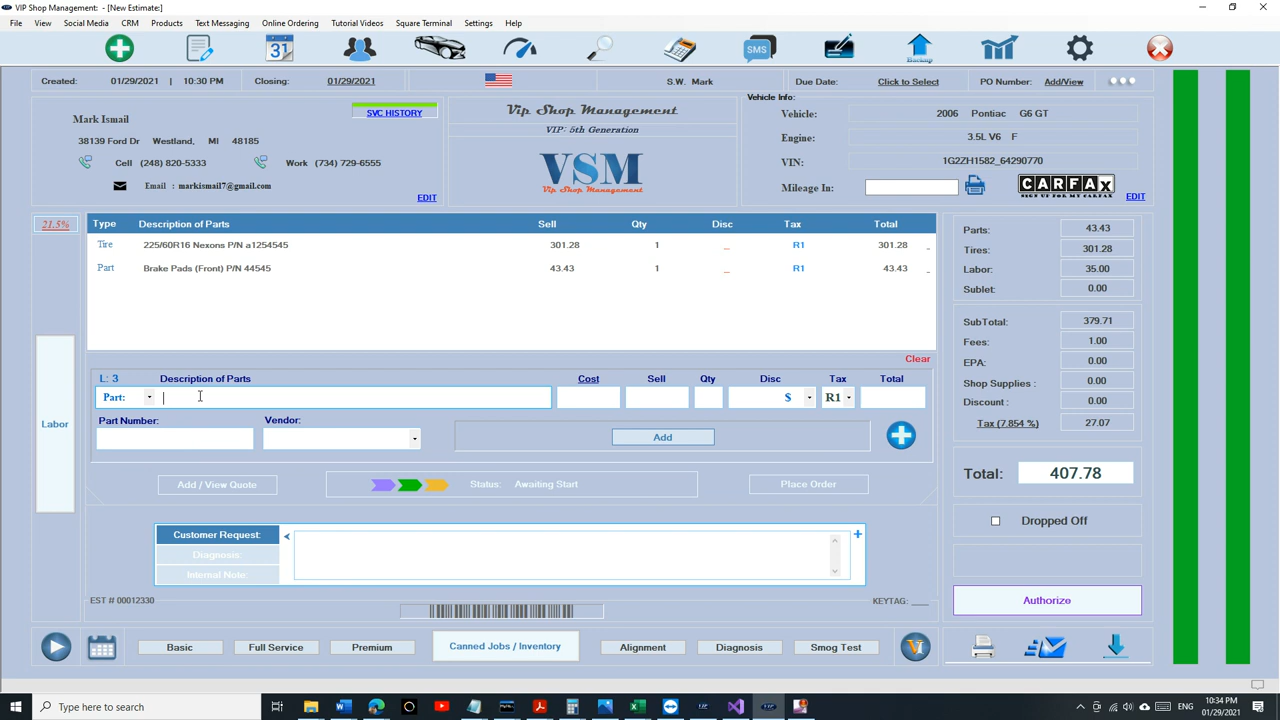 VIP Shop Management: - [New Estimate:]
File View Social Media CRM Products Text Messaging Online Ordering Tutorial Videos Square Terminal Settings Help
31 SMS Backup
Created: 01/29/2021 | 10:30 PM Closing: 01/29/2021 S.W. Mark Due Date: Click to Select PO Number: Add/View
Vehicle Info:
SVC HISTORY
Mark Ismail
38139 Ford Dr Westland, MI 48185
Cell (248) 820-5333 Work (734) 729-6555
Email : markismail7@gmail.com
EDIT
Vip Shop Management
VIP: 5th Generation
VSM
Vip Shop Management
Vehicle: 2006 Pontiac G6 GT
Engine: 3.5L V6 F
VIN: 1G2ZH1582_64290770
Mileage In:
CARFAX
SIGN UP FOR MY CARFAX
EDIT
21.5%
Type Description of Parts Sell Qty Disc Tax Total
Tire 225/60R16 Nexons P/N a1254545 301.28 1 _ R1 301.28 _
Part Brake Pads (Front) P/N 44545 43.43 1 _ R1 43.43 _
Clear
L: 3 Description of Parts Cost Sell Qty Disc Tax Total
Part: $ R1
Labor
Part Number: Vendor:
Add
Add / View Quote Status: Awaiting Start Place Order
Customer Request:
Diagnosis:
Internal Note:
EST # 00012330 KEYTAG: ___
Parts: 43.43
Tires: 301.28
Labor: 35.00
Sublet: 0.00
SubTotal: 379.71
Fees: 1.00
EPA: 0.00
Shop Supplies : 0.00
Discount : 0.00
Tax (7.854 %) 27.07
Total: 407.78
Dropped Off
Authorize
Basic Full Service Premium Canned Jobs / Inventory Alignment Diagnosis Smog Test
Type here to search
ENG
10:34 PM
01/29/2021